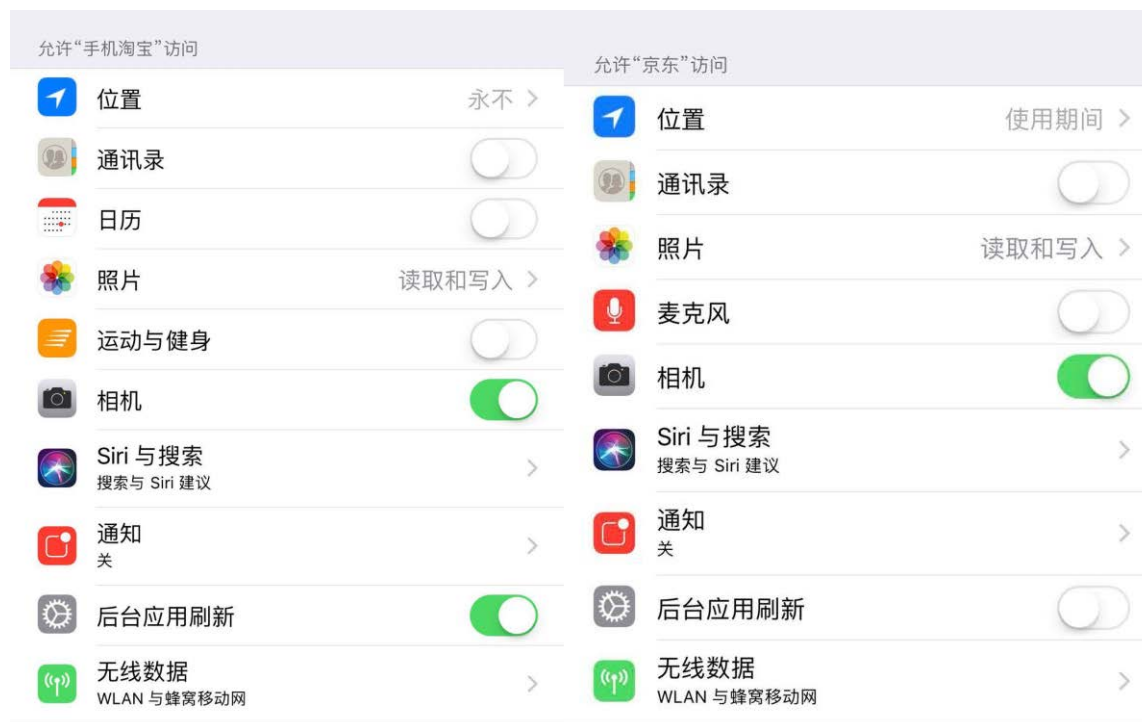 允许“手机淘宝”访问
位置
永不
通讯录
日历
照片
读取和写入
运动与健身
相机
Siri 与搜索
搜索与 Siri 建议
通知
关
后台应用刷新
无线数据
WLAN 与蜂窝移动网
允许“京东”访问
位置
使用期间
通讯录
照片
读取和写入
麦克风
相机
Siri 与搜索
搜索与 Siri 建议
通知
关
后台应用刷新
无线数据
WLAN 与蜂窝移动网